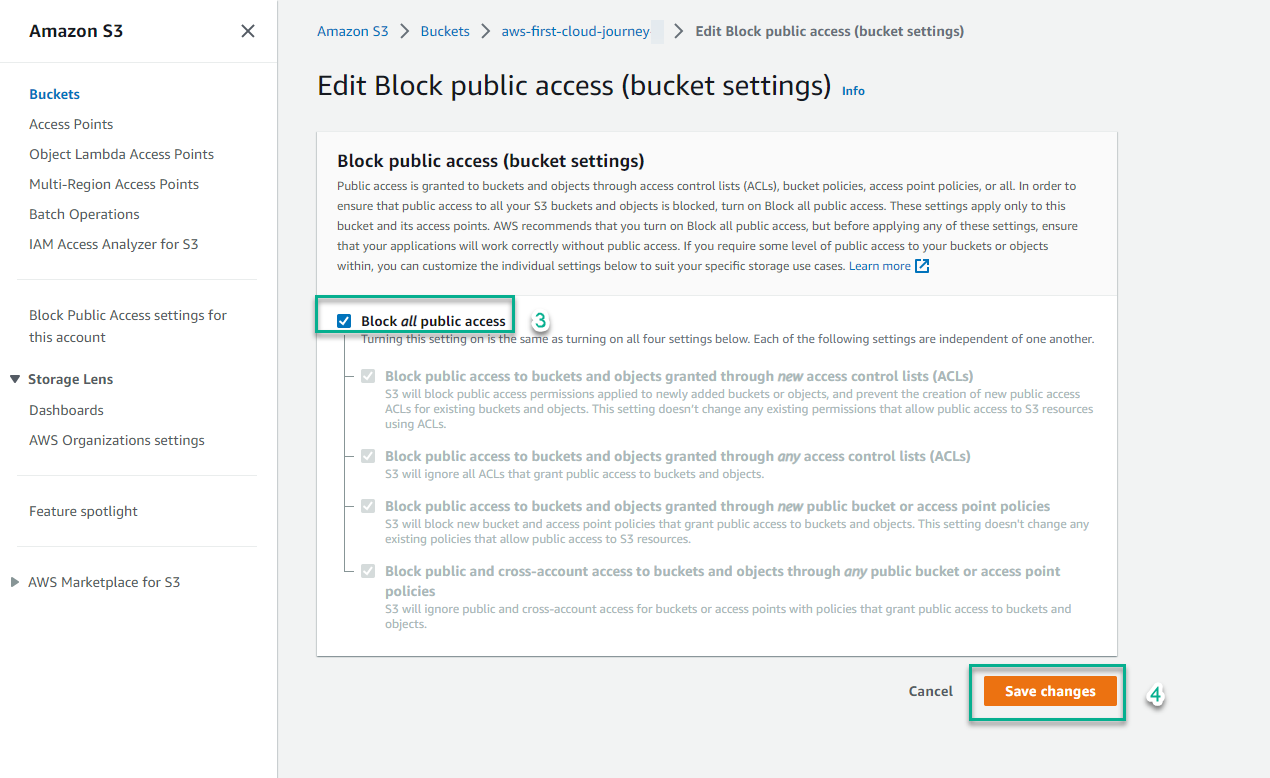 Amazon S3
Buckets
Access Points
Object Lambda Access Points
Multi-Region Access Points
Batch Operations
IAM Access Analyzer for S3
Block Public Access settings for
this account
Storage Lens
Dashboards
AWS Organizations settings
Feature spotlight
AWS Marketplace for S3
Amazon S3 > Buckets > aws-first-cloud-journey > Edit Block public access (bucket settings)
Edit Block public access (bucket settings) Info
Block public access (bucket settings)
Public access is granted to buckets and objects through access control lists (ACLs), bucket policies, access point policies, or all. In order to
ensure that public access to all your S3 buckets and objects is blocked, turn on Block all public access. These settings apply only to this
bucket and its access points. AWS recommends that you turn on Block all public access, but before applying any of these settings, ensure
that your applications will work correctly without public access. If you require some level of public access to your buckets or objects
within, you can customize the individual settings below to suit your specific storage use cases. Learn more
Block all public access 3
Turning this setting on is the same as turning on all four settings below. Each of the following settings are independent of one another.
Block public access to buckets and objects granted through new access control lists (ACLs)
S3 will block public access permissions applied to newly added buckets or objects, and prevent the creation of new public access
ACLs for existing buckets and objects. This setting doesn't change any existing permissions that allow public access to S3 resources
using ACLs.
Block public access to buckets and objects granted through any access control lists (ACLs)
S3 will ignore all ACLs that grant public access to buckets and objects.
Block public access to buckets and objects granted through new public bucket or access point policies
S3 will block new bucket and access point policies that grant public access to buckets and objects. This setting doesn't change any
existing policies that allow public access to S3 resources.
Block public and cross-account access to buckets and objects through any public bucket or access point
policies
S3 will ignore public and cross-account access for buckets or access points with policies that grant public access to buckets and
objects.
Cancel Save changes 4